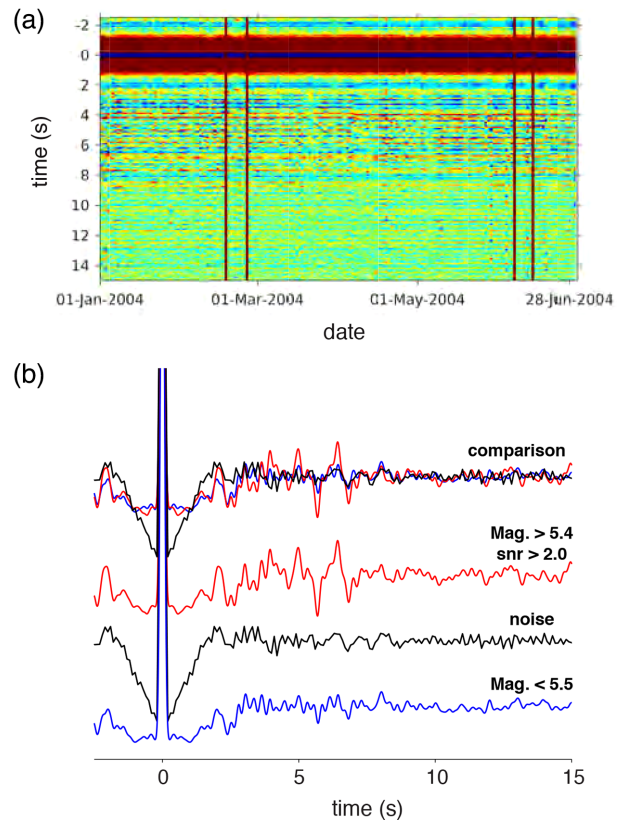 (a)
-2
0
2
4
6
8
10
12
14
time (s)
01-Jan-2004 01-Mar-2004 01-May-2004 28-Jun-2004
date
(b)
comparison
Mag. > 5.4
snr > 2.0
noise
Mag. < 5.5
0 5 10 15
time (s)